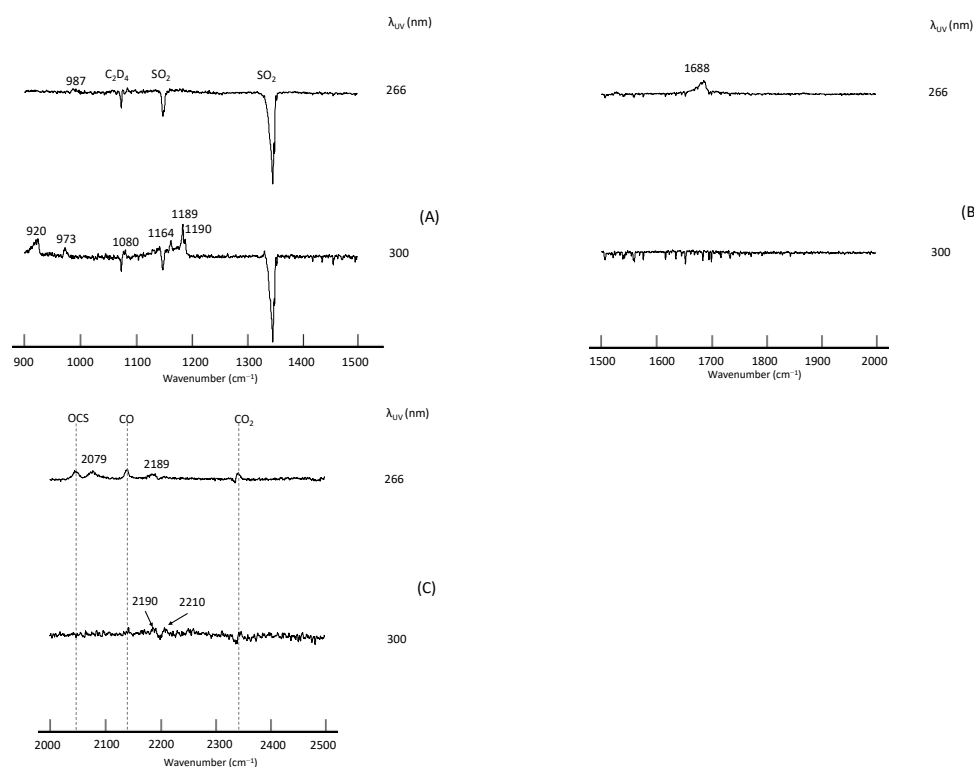 λUV (nm)
987
C2D4
SO2
SO2
266
(A)
920
973
1080
1164
1189
1190
300
900
1000
1100
1200
1300
1400
1500
Wavenumber (cm⁻¹)
λUV (nm)
1688
266
(B
300
1500
1600
1700
1800
1900
2000
Wavenumber (cm⁻¹)
λUV (nm)
OCS
CO
CO2
2079
2189
266
(C)
2190
2210
300
2000
2100
2200
2300
2400
2500
Wavenumber (cm⁻¹)